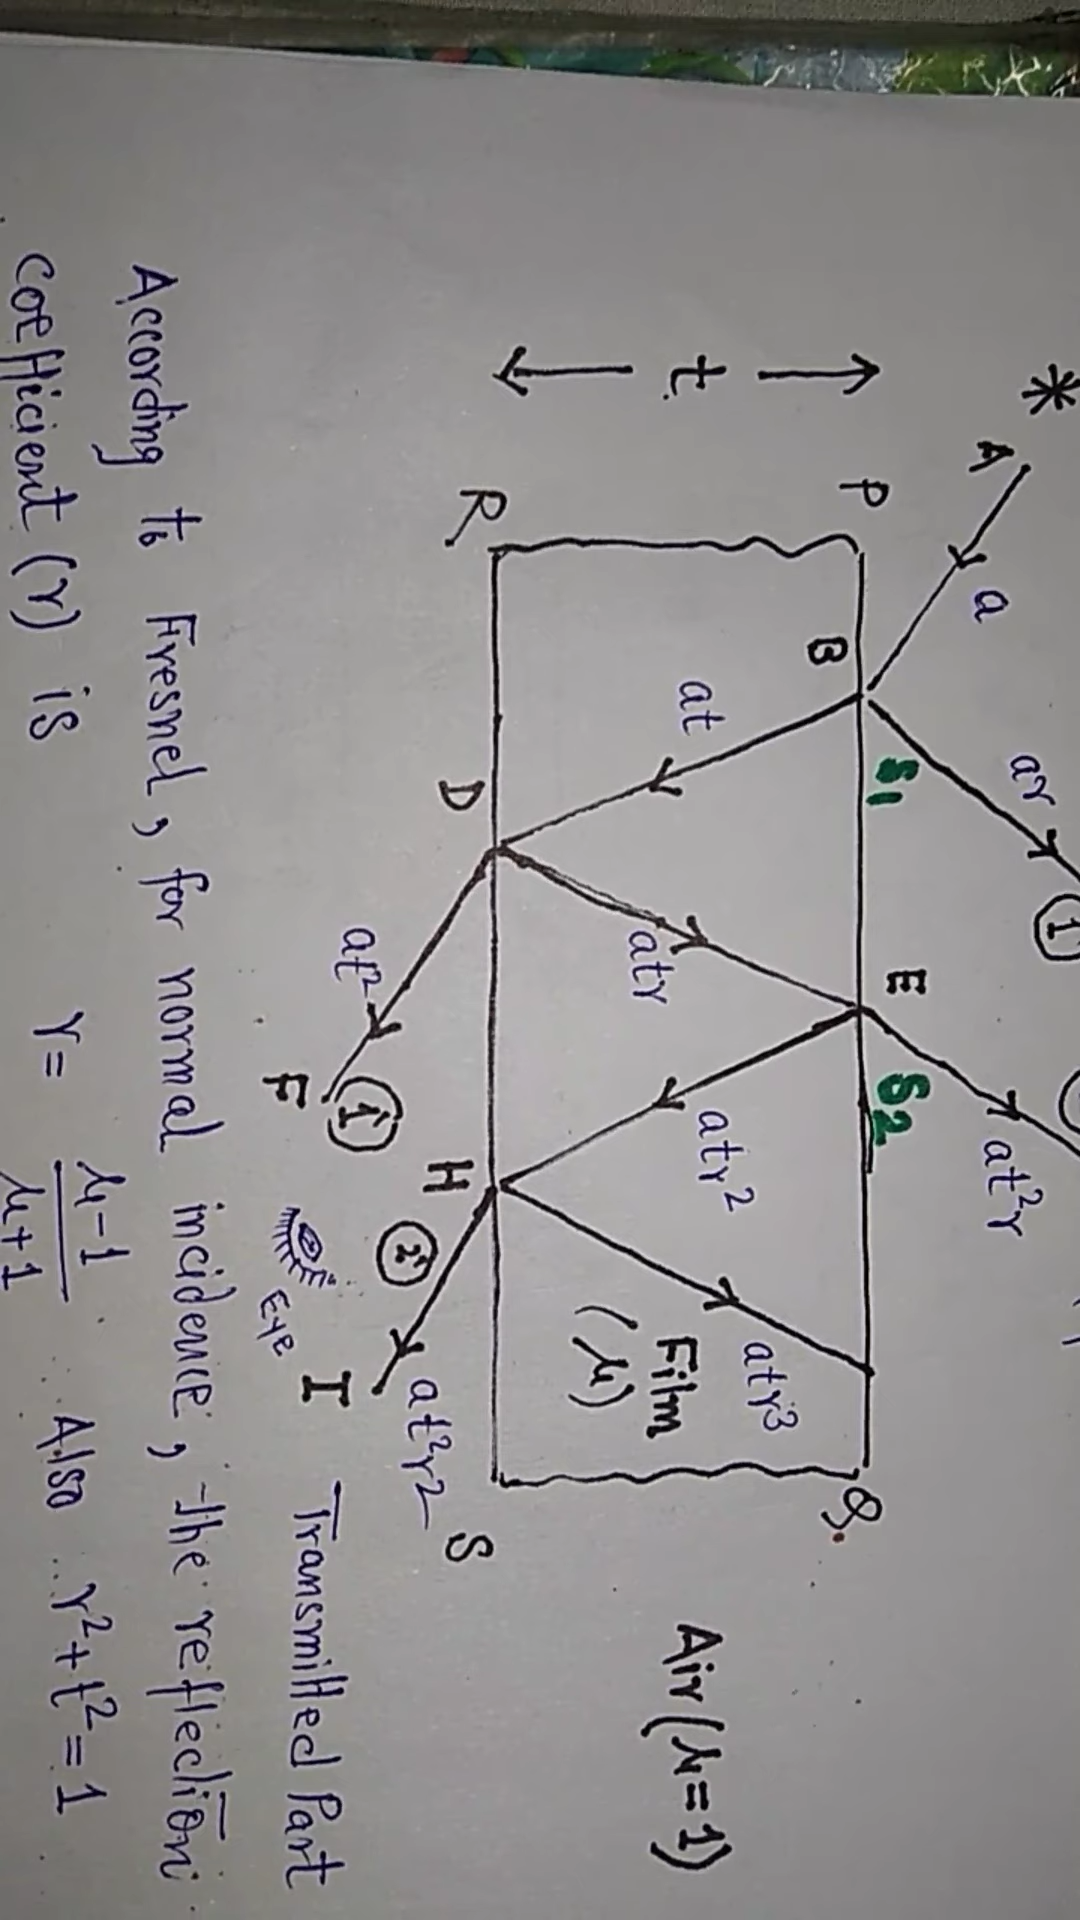 *
A
a
ar
1
at²r
P
B
S1
E
S2
Q.
t
at
atr
atr²
atr³
Film
(μ)
Air (μ=1)
R
D
H
S
at²
1
F
2
at²r²
I
Eye
Transmitted Part
According to Fresnel, for normal incidence, the reflection
coefficient (r) is r = μ-1/μ+1 Also r²+t²=1